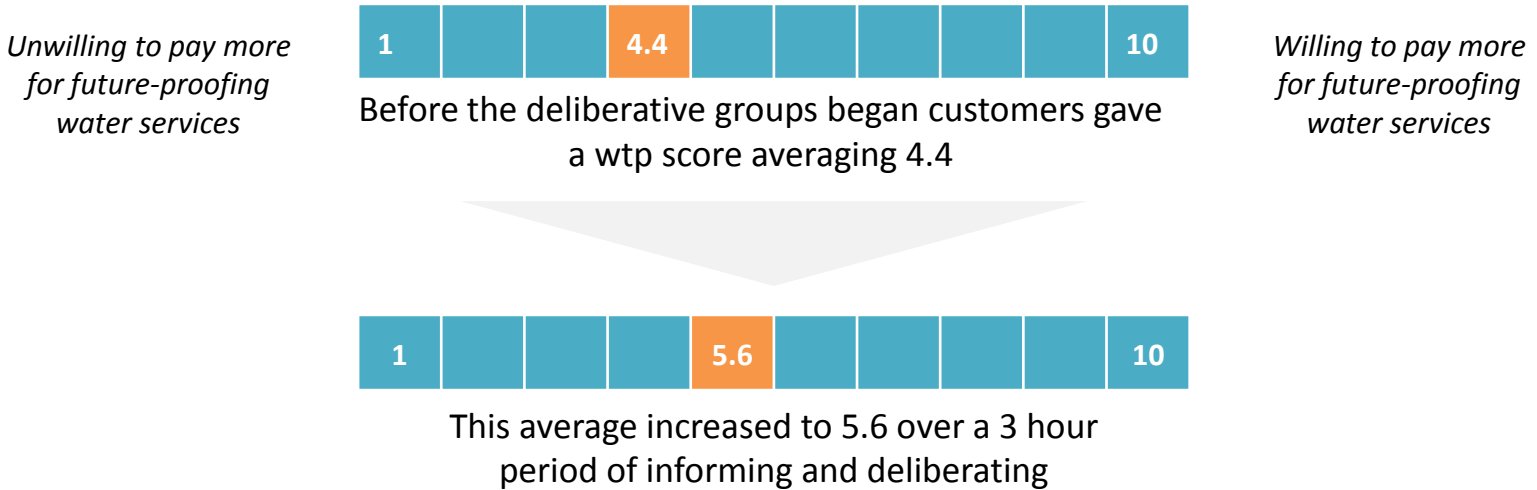 Unwilling to pay more
for future-proofing
water services
1 4.4 10
Before the deliberative groups began customers gave
a wtp score averaging 4.4
Willing to pay more
for future-proofing
water services
1 5.6 10
This average increased to 5.6 over a 3 hour
period of informing and deliberating